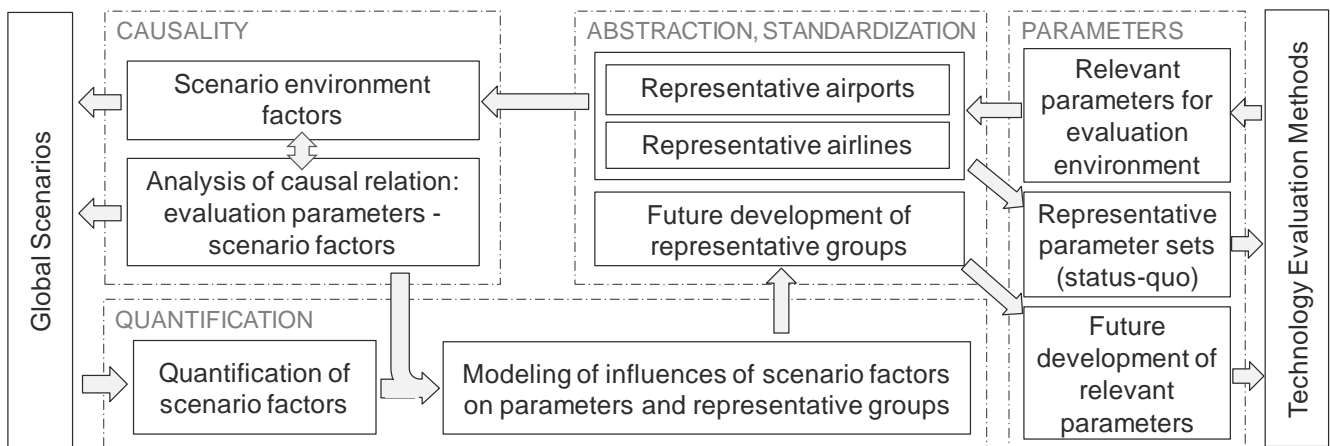 Global Scenarios
CAUSALITY
Scenario environment
factors
Analysis of causal relation:
evaluation parameters -
scenario factors
ABSTRACTION, STANDARDIZATION
Representative airports
Representative airlines
Future development of
representative groups
PARAMETERS
Relevant
parameters for
evaluation
environment
Representative
parameter sets
(status-quo)
Future
development of
relevant
parameters
QUANTIFICATION
Quantification of
scenario factors
Modeling of influences of scenario factors
on parameters and representative groups
Technology Evaluation Methods